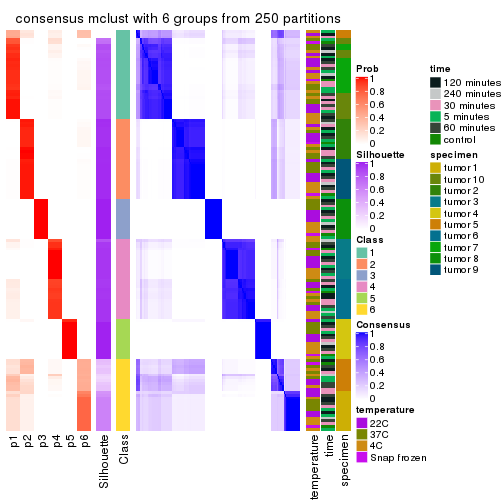 consensus mclust with 6 groups from 250 partitions
p1
p2
p3
p4
p5
p6
Silhouette
Class
temperature
time
specimen
Prob
1
0.8
0.6
0.4
0.2
0
Silhouette
1
0.8
0.6
0.4
0.2
0
Class
1
2
3
4
5
6
Consensus
1
0.8
0.6
0.4
0.2
0
temperature
22C
37C
4C
Snap frozen
time
120 minutes
240 minutes
30 minutes
5 minutes
60 minutes
control
specimen
tumor 1
tumor 10
tumor 2
tumor 3
tumor 4
tumor 5
tumor 6
tumor 7
tumor 8
tumor 9